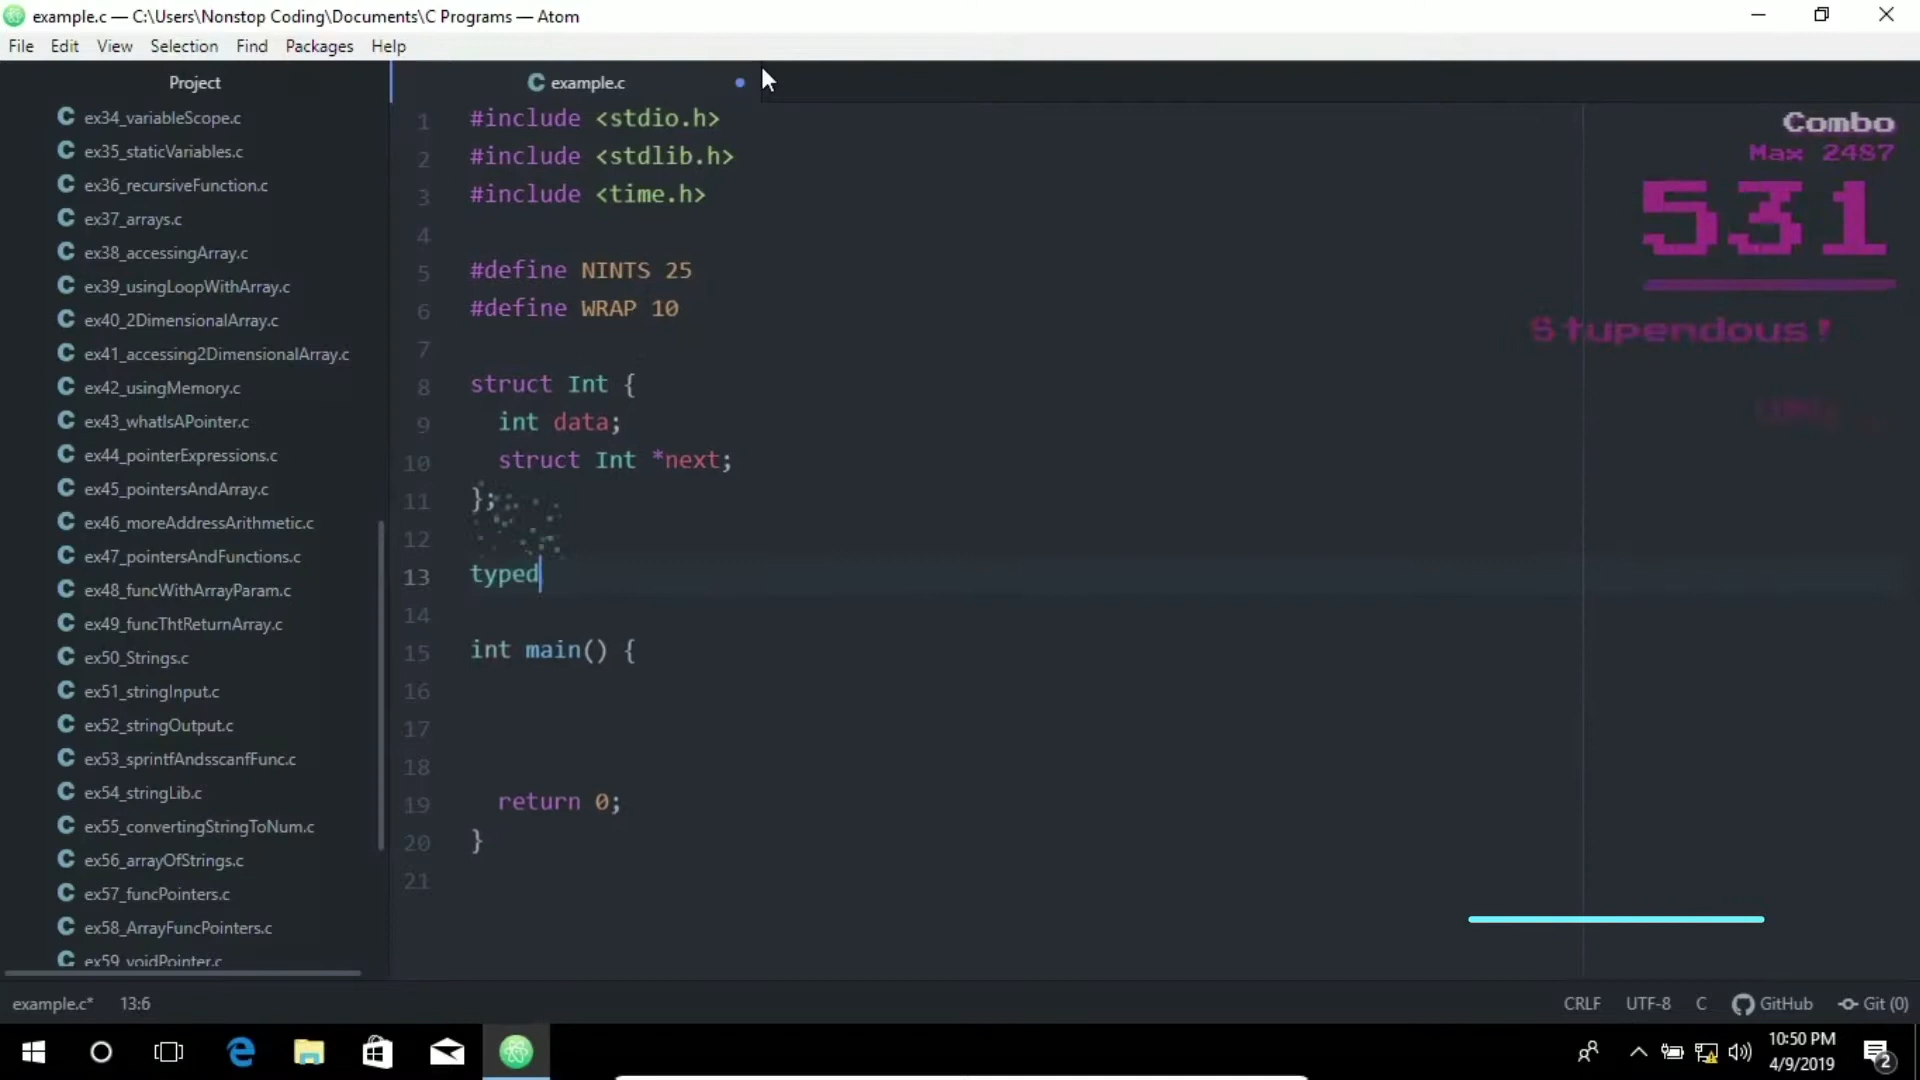 example.c — C:\Users\Nonstop Coding\Documents\C Programs — Atom
File Edit View Selection Find Packages Help
Project
ex34_variableScope.c
ex35_staticVariables.c
ex36_recursiveFunction.c
ex37_arrays.c
ex38_accessingArray.c
ex39_usingLoopWithArray.c
ex40_2DimensionalArray.c
ex41_accessing2DimensionalArray.c
ex42_usingMemory.c
ex43_whatIsAPointer.c
ex44_pointerExpressions.c
ex45_pointersAndArray.c
ex46_moreAddressArithmetic.c
ex47_pointersAndFunctions.c
ex48_funcWithArrayParam.c
ex49_funcThtReturnArray.c
ex50_Strings.c
ex51_stringInput.c
ex52_stringOutput.c
ex53_sprintfAndsscanfFunc.c
ex54_stringLib.c
ex55_convertingStringToNum.c
ex56_arrayOfStrings.c
ex57_funcPointers.c
ex58_ArrayFuncPointers.c
ex59_voidPointer.c
example.c
1 #include <stdio.h>
2 #include <stdlib.h>
3 #include <time.h>
4
5 #define NINTS 25
6 #define WRAP 10
7
8 struct Int {
9 int data;
10 struct Int *next;
11 };
12
13 typed
14
15 int main() {
16
17
18
19 return 0;
20 }
21
Combo
Max 2487
531
Stupendous!
example.c* 13:6
CRLF UTF-8 C GitHub Git (0)
10:50 PM
4/9/2019
2